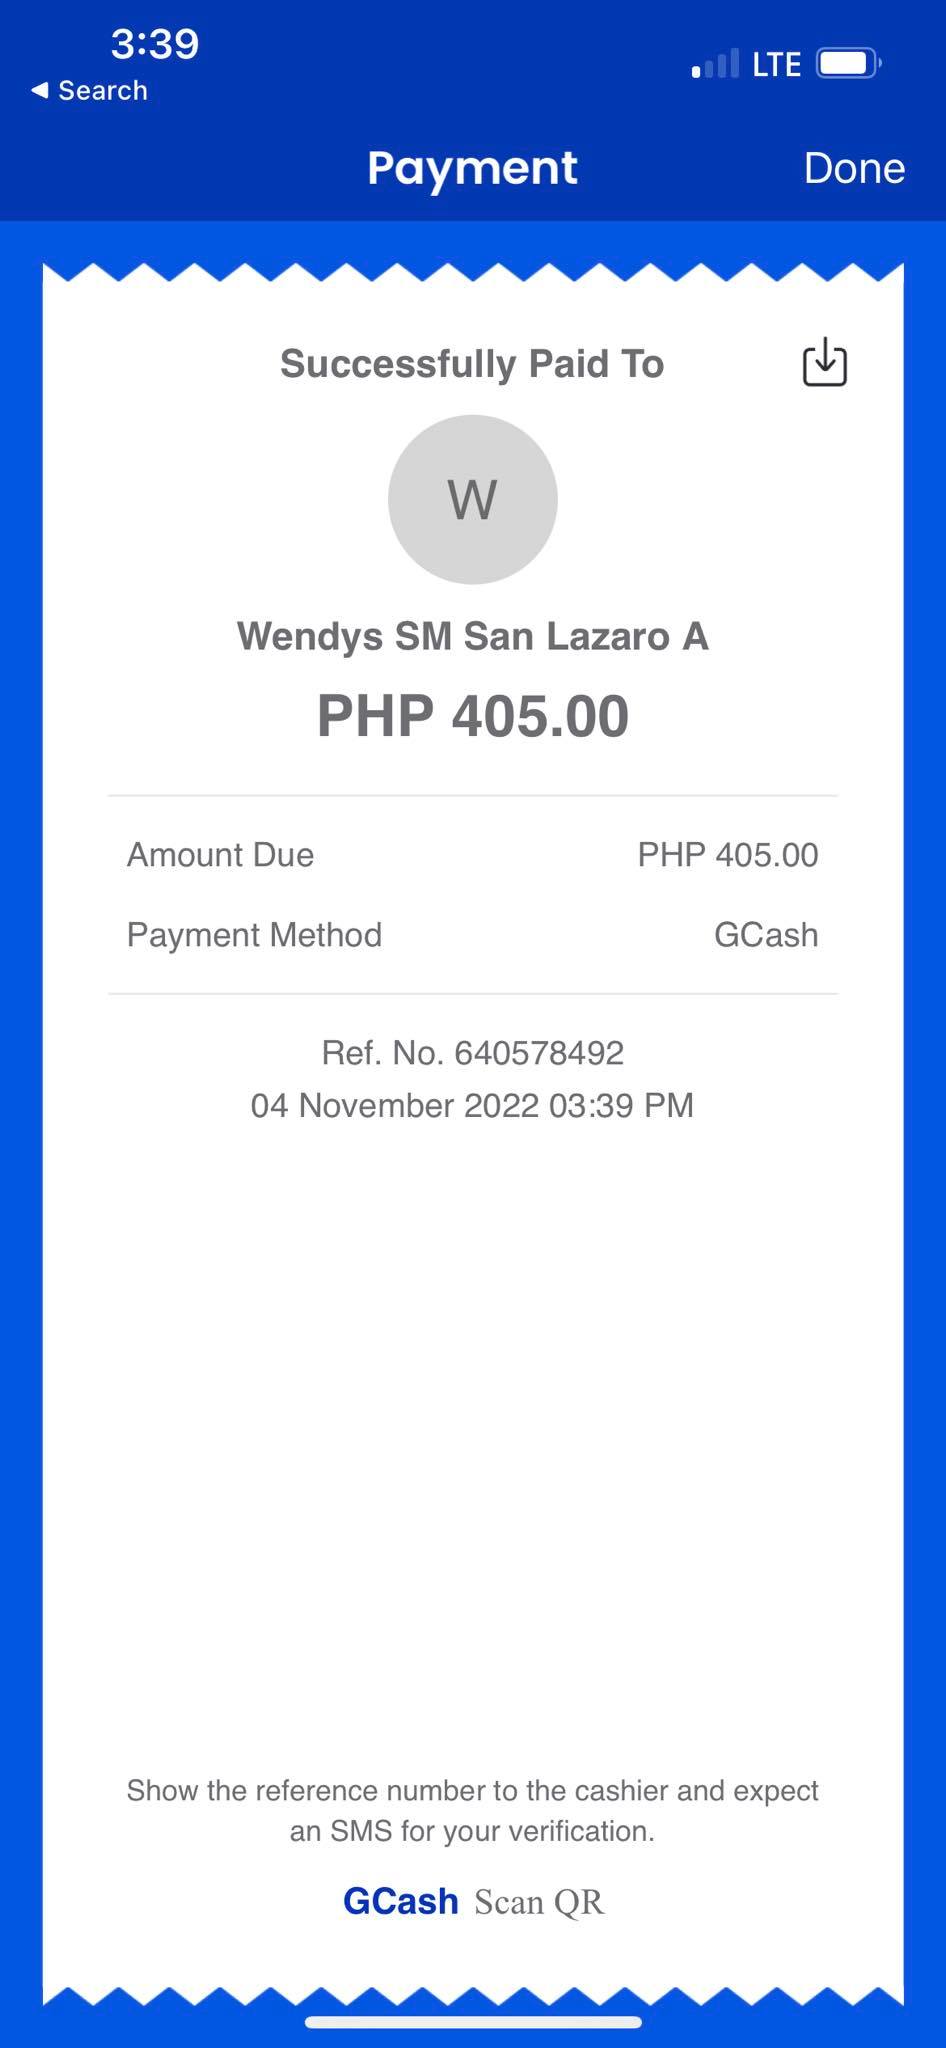 3:39
LTE
Search
Payment
Done
Successfully Paid To
W
Wendys SM San Lazaro A
PHP 405.00
Amount Due PHP 405.00
Payment Method GCash
Ref. No. 640578492
04 November 2022 03:39 PM
Show the reference number to the cashier and expect
an SMS for your verification.
GCash Scan QR